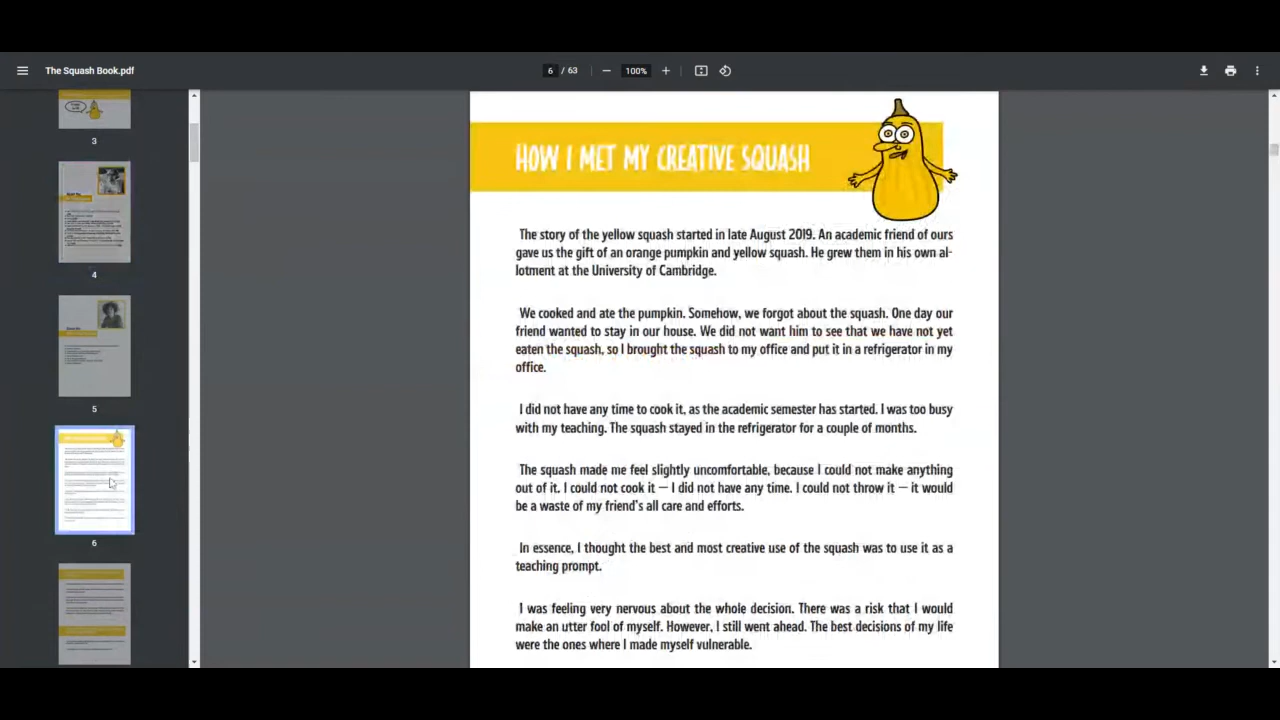 The Squash Book.pdf
6 / 63
100%
3
4
5
6
HOW I MET MY CREATIVE SQUASH
The story of the yellow squash started in late August 2019. An academic friend of ours
gave us the gift of an orange pumpkin and yellow squash. He grew them in his own al-
lotment at the University of Cambridge.
We cooked and ate the pumpkin. Somehow, we forgot about the squash. One day our
friend wanted to stay in our house. We did not want him to see that we have not yet
eaten the squash, so I brought the squash to my office and put it in a refrigerator in my
office.
I did not have any time to cook it, as the academic semester has started. I was too busy
with my teaching. The squash stayed in the refrigerator for a couple of months.
The squash made me feel slightly uncomfortable, because I could not make anything
out of it. I could not cook it — I did not have any time. I could not throw it — it would
be a waste of my friend's all care and efforts.
In essence, I thought the best and most creative use of the squash was to use it as a
teaching prompt.
I was feeling very nervous about the whole decision. There was a risk that I would
make an utter fool of myself. However, I still went ahead. The best decisions of my life
were the ones where I made myself vulnerable.